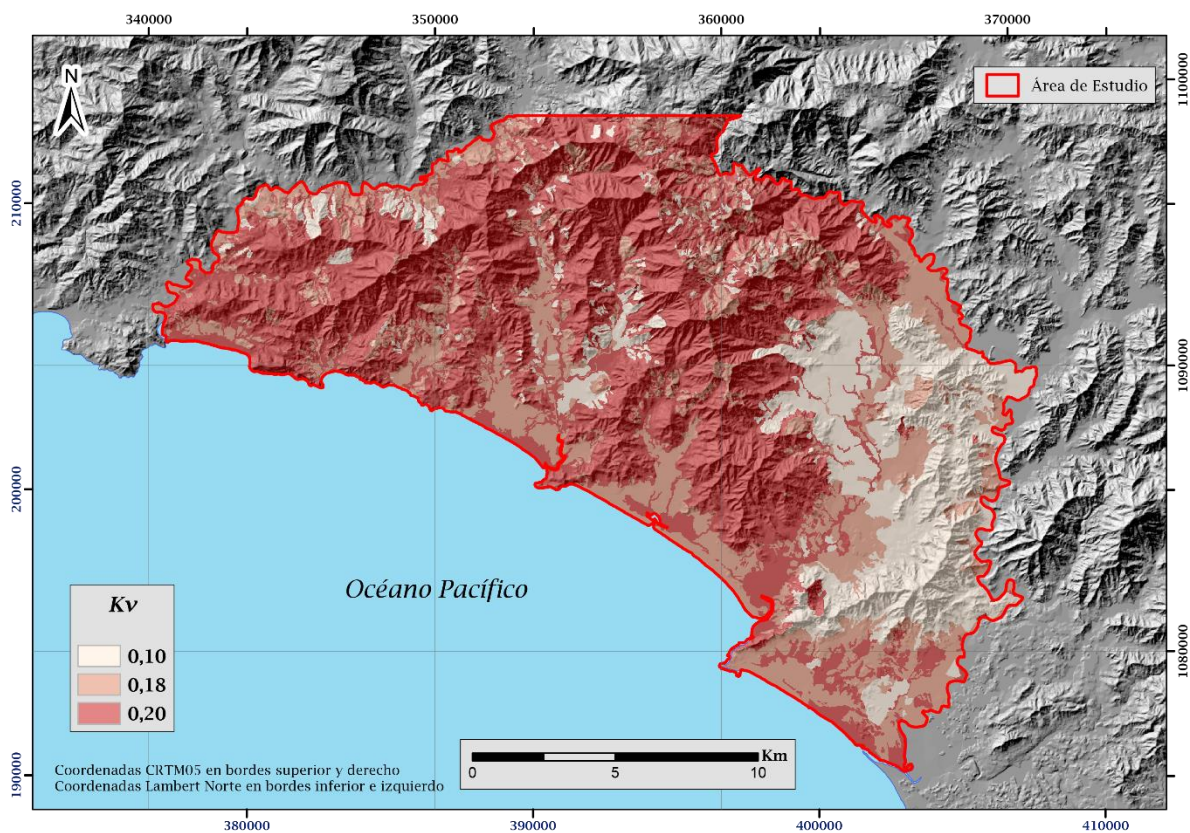 340000 350000 360000 370000
N
Área de Estudio
1100000
210000
1090000
200000
Océano Pacífico
Kv
0,10
0,18
0,20
1080000
Km
0 5 10
Coordenadas CRTM05 en bordes superior y derecho
Coordenadas Lambert Norte en bordes inferior e izquierdo
190000
380000 390000 400000 410000